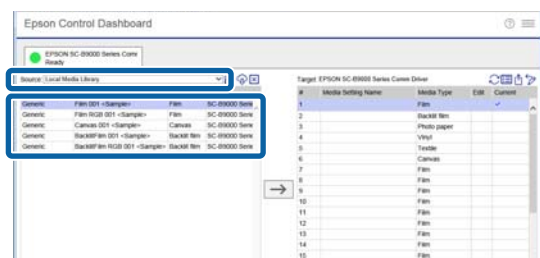 Epson Control Dashboard
EPSON SC-B9000 Series Comm
Ready
Source: Local Media Library
Target: EPSON SC-B9000 Series Comm Driver
# Media Setting Name Media Type Edit Current
Generic Film 001 <Sample> Film SC-B9000 Serie
Generic Film RGB 001 <Sample> Film SC-B9000 Serie
Generic Canvas 001 <Sample> Canvas SC-B9000 Serie
Generic Backlit Film 001 <Sample> Backlit film SC-B9000 Serie
Generic Backlit Film RGB 001 <Sample> Backlit film SC-B9000 Serie
1 Film
2 Backlit film
3 Photo paper
4 Vinyl
5 Textile
6 Canvas
7 Film
8 Film
9 Film
10 Film
11 Film
12 Film
13 Film
14 Film
15 Film